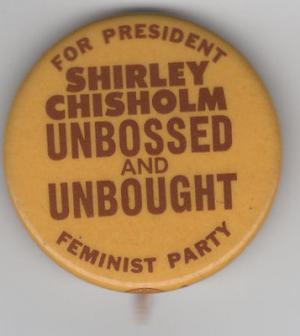 FOR PRESIDENT
SHIRLEY
CHISHOLM
UNBOSSED
AND
UNBOUGHT
FEMINIST PARTY